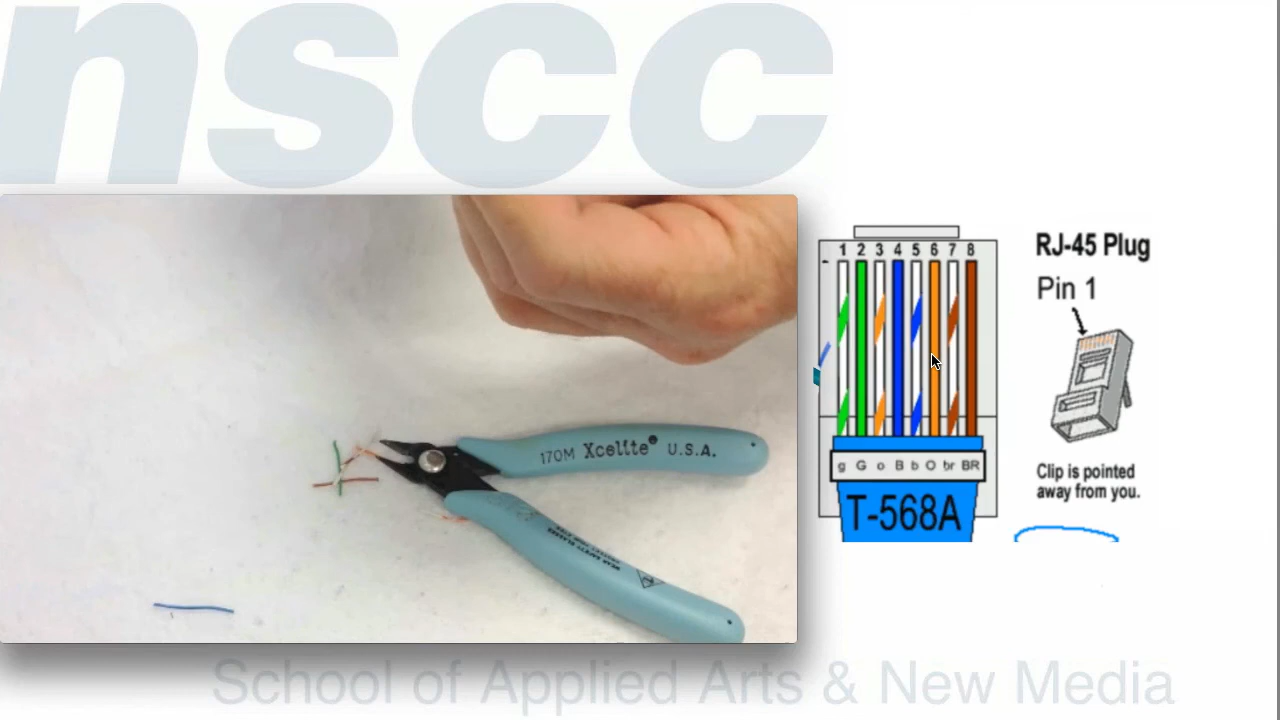 nscc
1 2 3 4 5 6 7 8
RJ-45 Plug
Pin 1
170M Xcelite® U.S.A.
g G o B b O br BR
Clip is pointed
away from you.
T-568A
School of Applied Arts & New Media